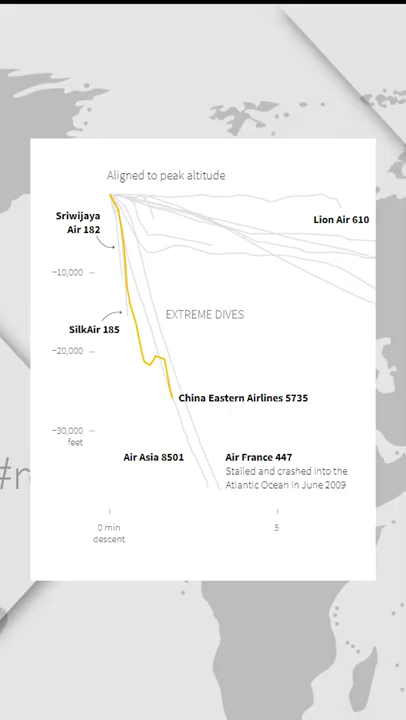 Aligned to peak altitude
Sriwijaya
Air 182
Lion Air 610
−10,000
EXTREME DIVES
SilkAir 185
−20,000
China Eastern Airlines 5735
−30,000
feet
Air Asia 8501
Air France 447
Stalled and crashed into the
Atlantic Ocean in June 2009
0 min
descent
5